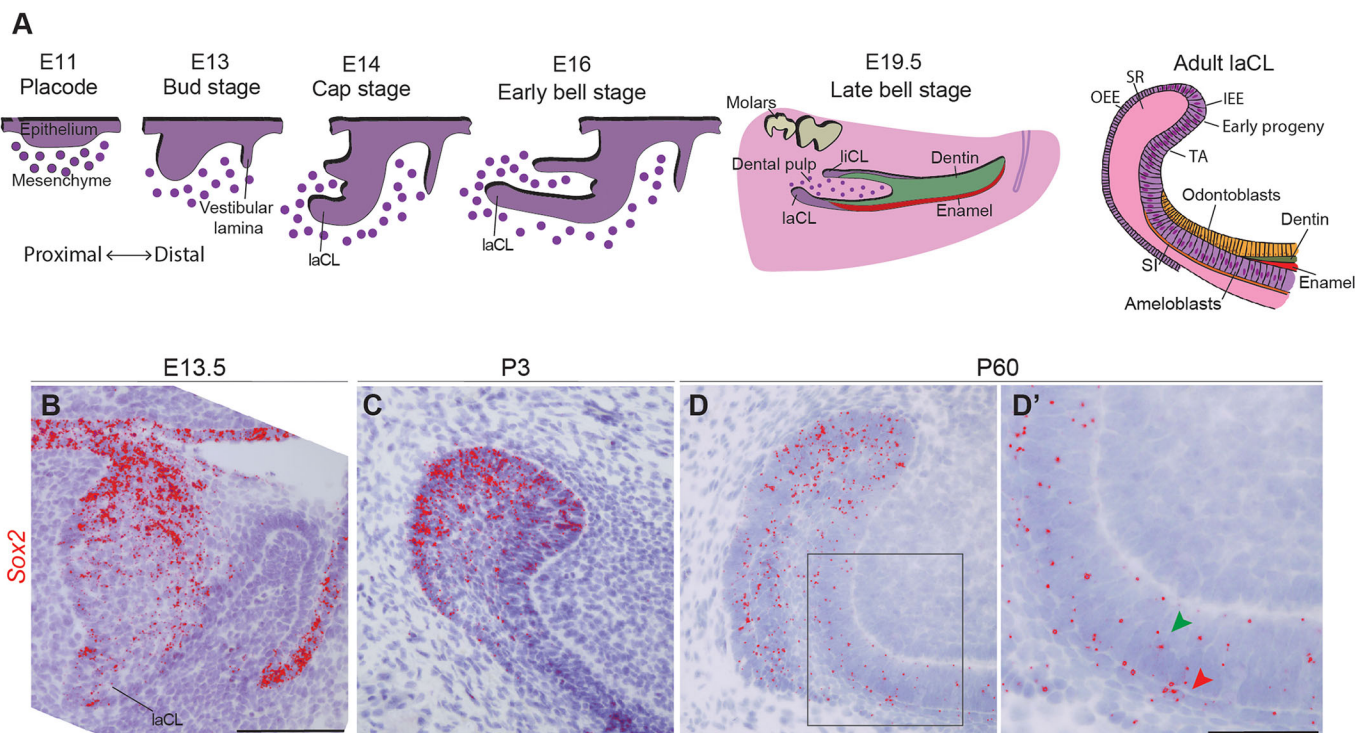 A
E11
Placode
E13
Bud stage
E14
Cap stage
E16
Early bell stage
E19.5
Late bell stage
Adult laCL
Epithelium
Mesenchyme
Vestibular
lamina
laCL
laCL
Proximal
Distal
Molars
Dental pulp
liCL
laCL
Dentin
Enamel
SR
OEE
IEE
Early progeny
TA
Odontoblasts
Dentin
SI
Enamel
Ameloblasts
E13.5
P3
P60
Sox2
B
laCL
C
D
D'